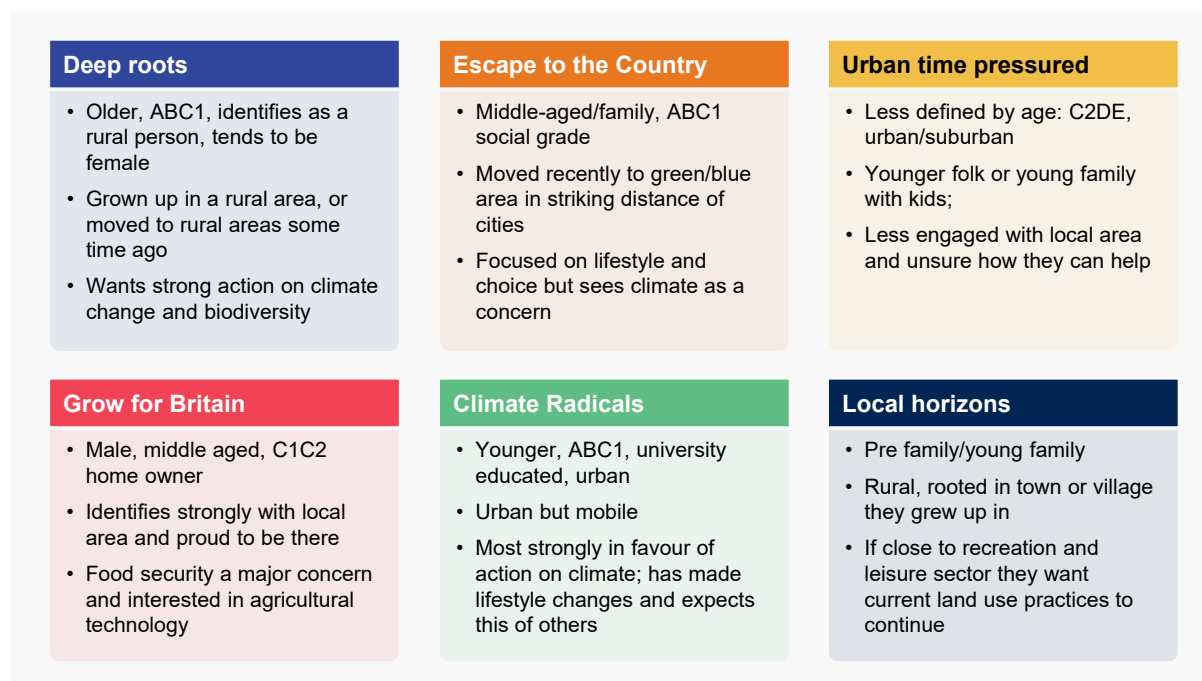 Deep roots
• Older, ABC1, identifies as a
rural person, tends to be
female
• Grown up in a rural area, or
moved to rural areas some
time ago
• Wants strong action on climate
change and biodiversity
Escape to the Country
• Middle-aged/family, ABC1
social grade
• Moved recently to green/blue
area in striking distance of
cities
• Focused on lifestyle and
choice but sees climate as a
concern
Urban time pressured
• Less defined by age: C2DE,
urban/suburban
• Younger folk or young family
with kids;
• Less engaged with local area
and unsure how they can help
Grow for Britain
• Male, middle aged, C1C2
home owner
• Identifies strongly with local
area and proud to be there
• Food security a major concern
and interested in agricultural
technology
Climate Radicals
• Younger, ABC1, university
educated, urban
• Urban but mobile
• Most strongly in favour of
action on climate; has made
lifestyle changes and expects
this of others
Local horizons
• Pre family/young family
• Rural, rooted in town or village
they grew up in
• If close to recreation and
leisure sector they want
current land use practices to
continue